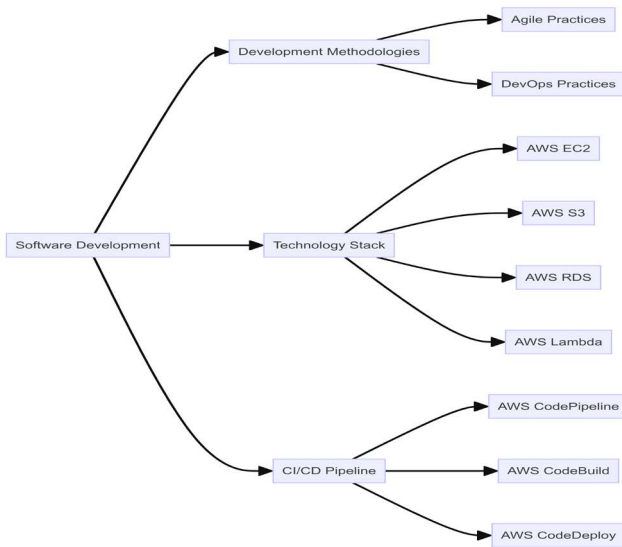 Agile Practices
Development Methodologies
DevOps Practices
AWS EC2
AWS S3
Software Development
Technology Stack
AWS RDS
AWS Lambda
AWS CodePipeline
CI/CD Pipeline
AWS CodeBuild
AWS CodeDeploy